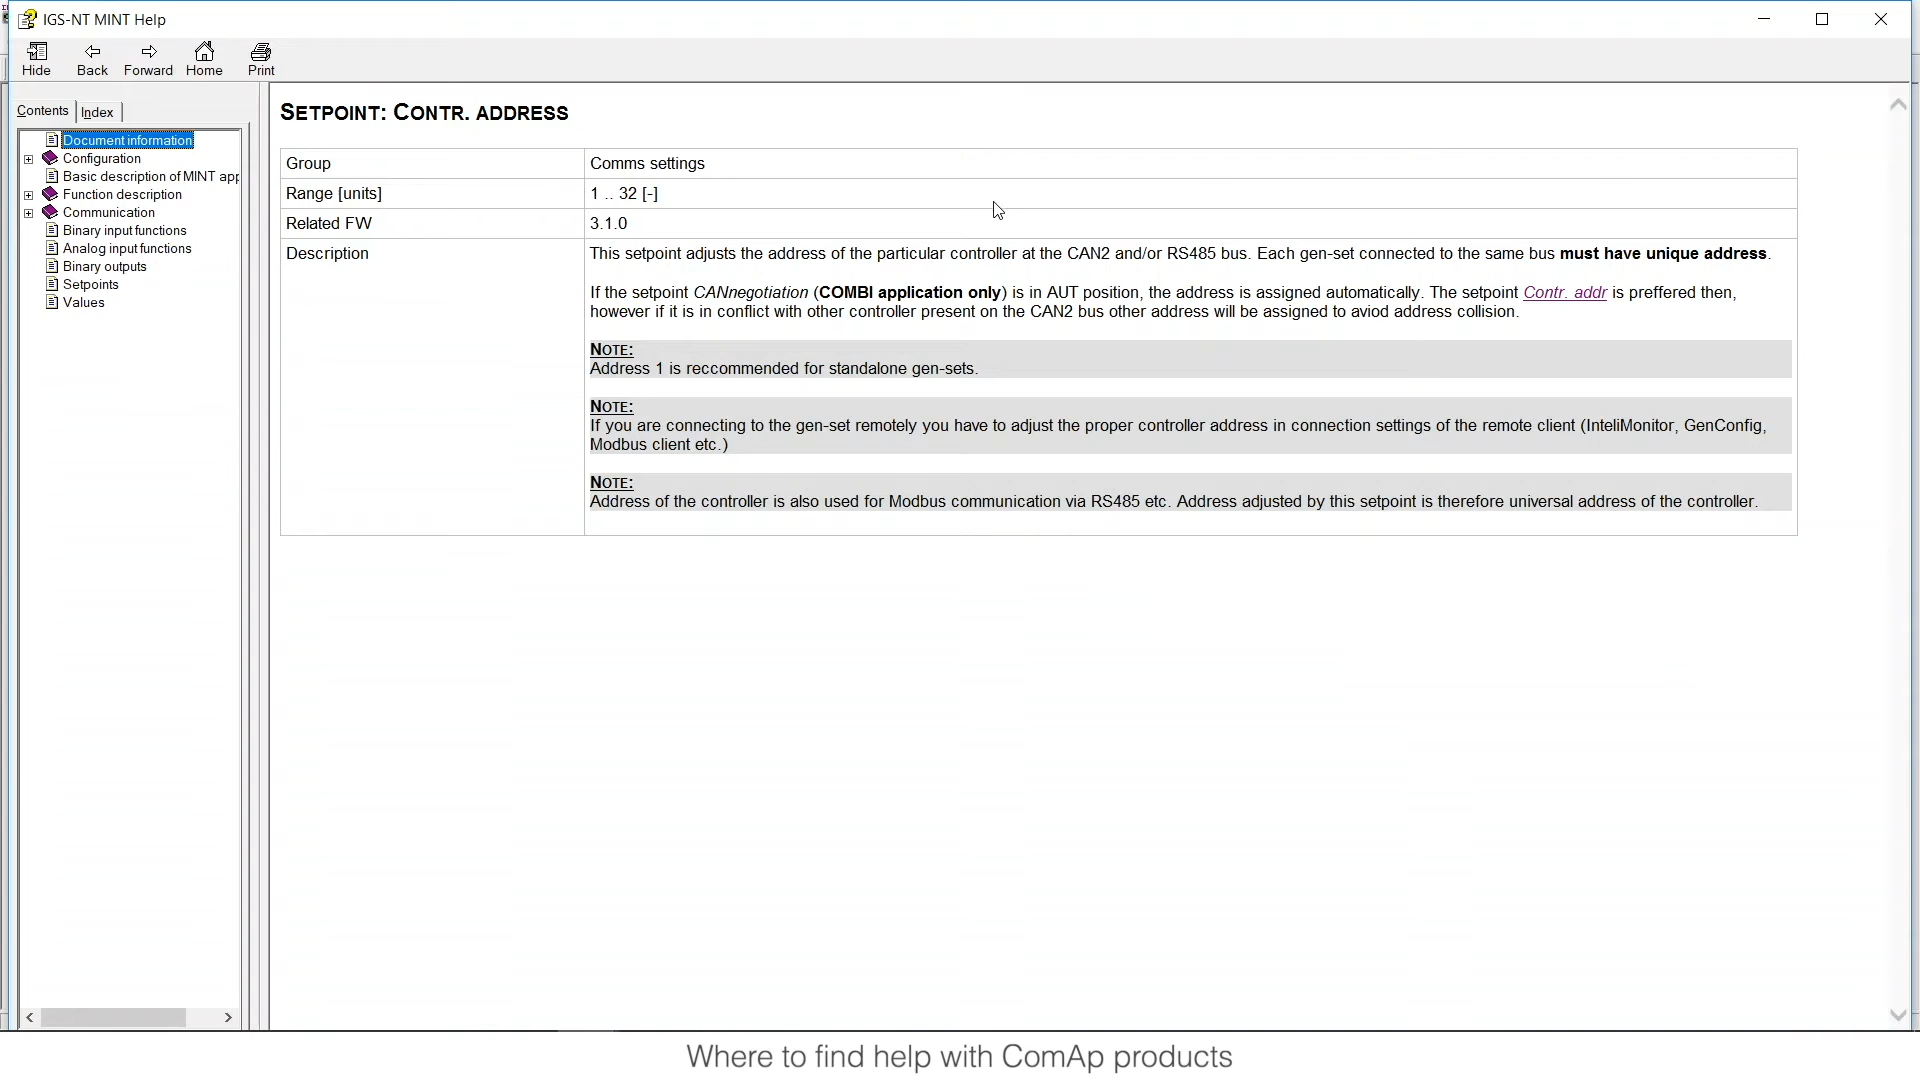 IGS-NT MINT Help
Hide Back Forward Home Print
Contents Index
Document information
Configuration
Basic description of MINT app
Function description
Communication
Binary input functions
Analog input functions
Binary outputs
Setpoints
Values
SETPOINT: CONTR. ADDRESS
Group Comms settings
Range [units] 1 .. 32 [-]
Related FW 3.1.0
Description This setpoint adjusts the address of the particular controller at the CAN2 and/or RS485 bus. Each gen-set connected to the same bus must have unique address.
If the setpoint CANnegotiation (COMBI application only) is in AUT position, the address is assigned automatically. The setpoint Contr. addr is preffered then,
however if it is in conflict with other controller present on the CAN2 bus other address will be assigned to aviod address collision.
NOTE:
Address 1 is reccommended for standalone gen-sets.
NOTE:
If you are connecting to the gen-set remotely you have to adjust the proper controller address in connection settings of the remote client (InteliMonitor, GenConfig,
Modbus client etc.)
NOTE:
Address of the controller is also used for Modbus communication via RS485 etc. Address adjusted by this setpoint is therefore universal address of the controller.
Where to find help with ComAp products